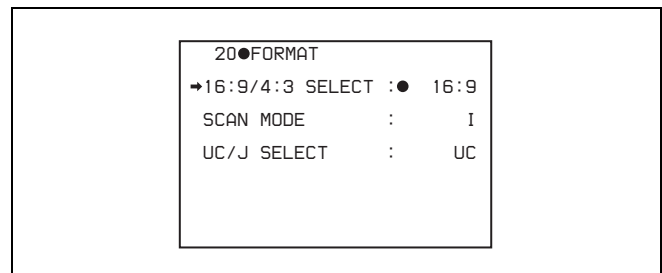 20●FORMAT
➡16:9/4:3 SELECT :● 16:9
SCAN MODE : I
UC/J SELECT : UC